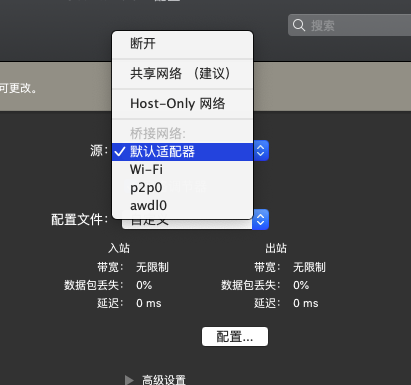 搜索
可更改。
断开
共享网络 （建议）
Host-Only 网络
桥接网络:
源: ✓ 默认适配器
Wi-Fi
p2p0
awdl0
配置文件: 自定义
入站 出站
带宽: 无限制 带宽: 无限制
数据包丢失: 0% 数据包丢失: 0%
延迟: 0 ms 延迟: 0 ms
配置...
高级设置